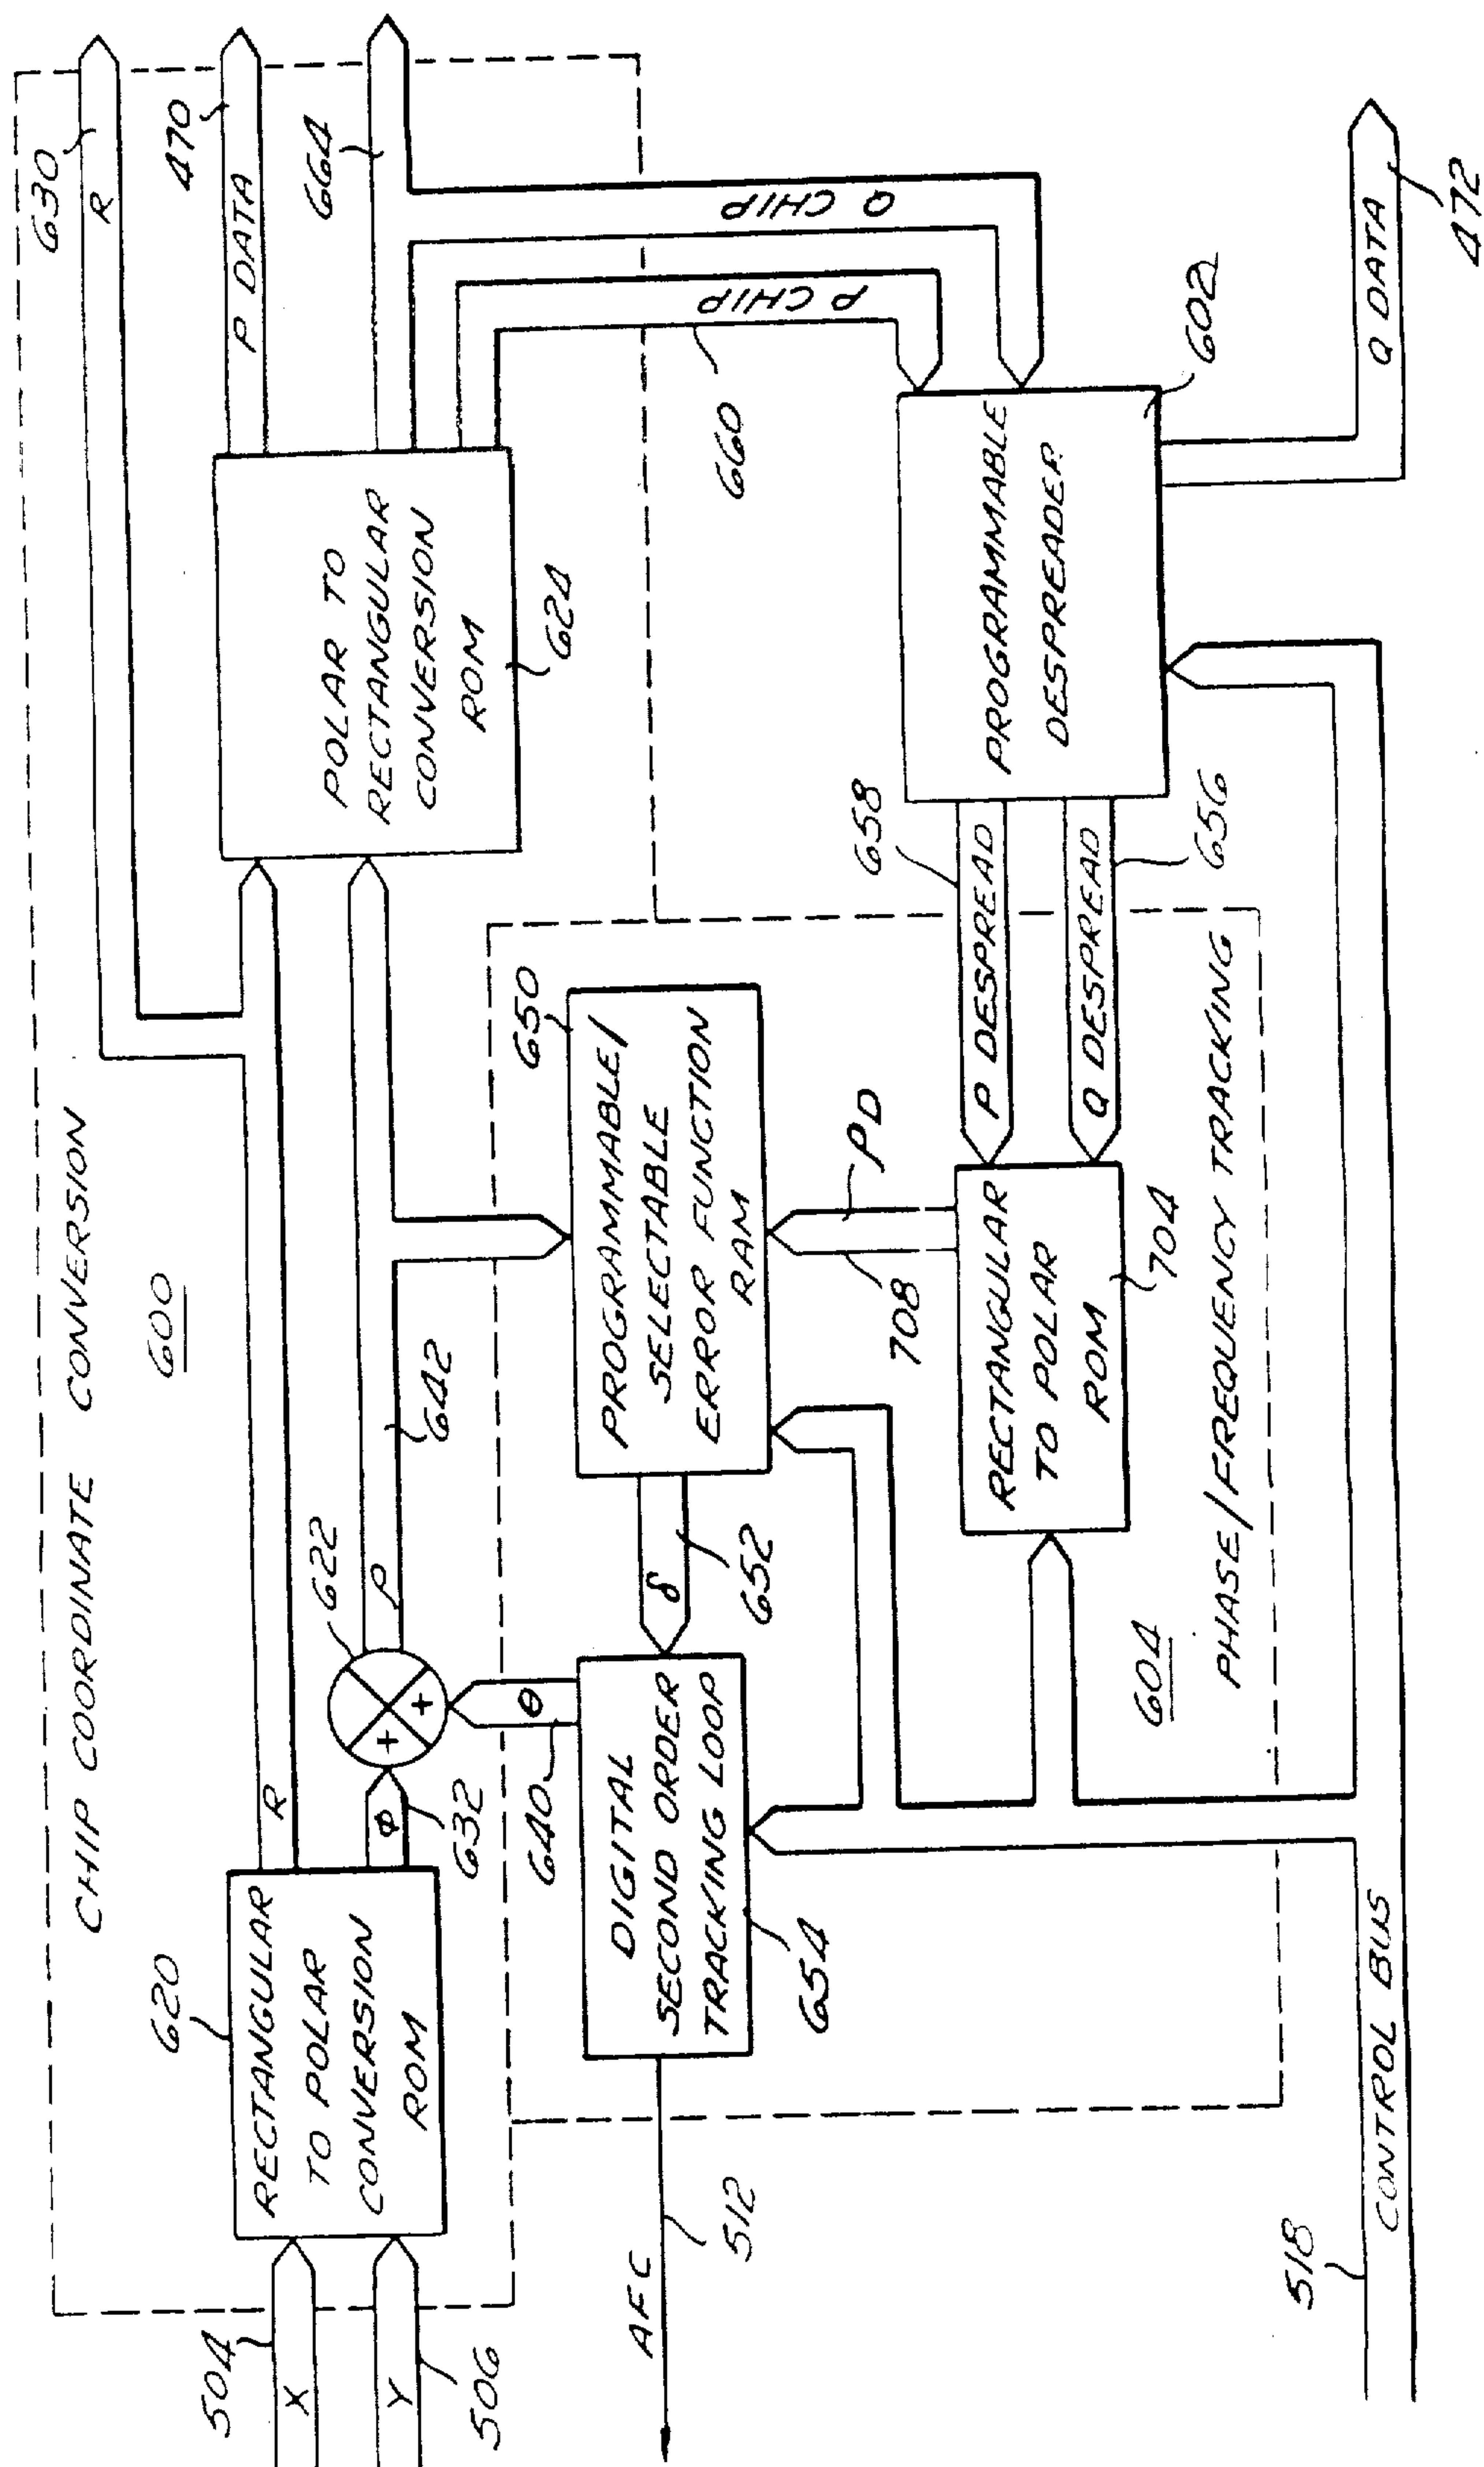 CHIP COORDINATE CONVERSION
600
630
R
470
P DATA
664
504
X
506
Y
620
RECTANGULAR
TO POLAR
CONVERSION
ROM
R
Φ
632
622
+
+
ρ
642
POLAR TO
RECTANGULAR
CONVERSION
ROM
624
Q CHIP
P CHIP
660
θ
640
DIGITAL
SECOND ORDER
TRACKING LOOP
654
δ
652
650
PROGRAMMABLE/
SELECTABLE
ERROR FUNCTION
RAM
AFC
512
708
PD
RECTANGULAR
TO POLAR
ROM
704
658
P DESPREAD
Q DESPREAD
656
PROGRAMMABLE
DESPREADER
602
604
PHASE/FREQUENCY TRACKING
Q DATA
472
518
CONTROL BUS